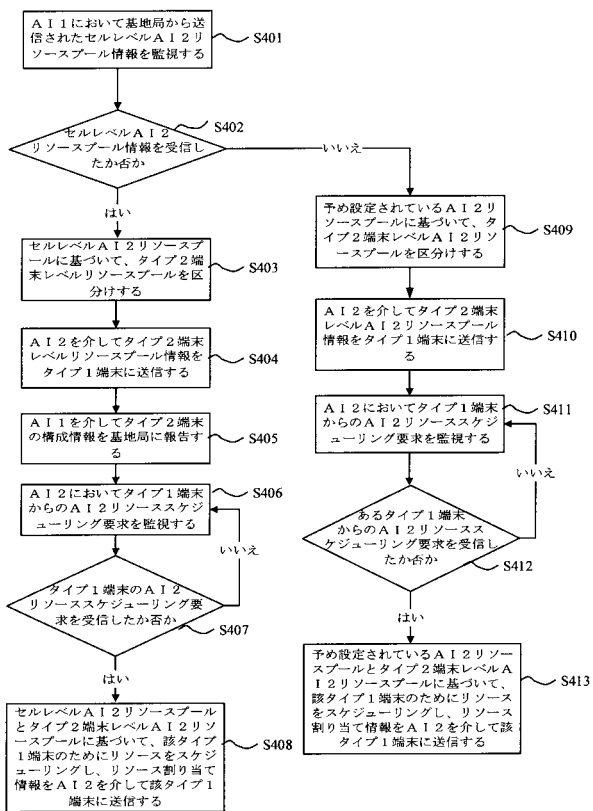 AI1において基地局から送
信されたセルレベルAI2リ
ソースプール情報を監視する
S401
セルレベルAI2
リソースプール情報を受信し
たか否か
S402
いいえ
はい
セルレベルAI2リソースプ
ールに基づいて、タイプ2端
末レベルリソースプールを区
分けする
S403
AI2を介してタイプ2端末
レベルリソースプール情報を
タイプ1端末に送信する
S404
AI1を介してタイプ2端末
の構成情報を基地局に報告す
る
S405
AI2においてタイプ1端末
からのAI2リソーススケジ
ューリング要求を監視する
S406
いいえ
タイプ1端末のAI2
リソーススケジューリング要
求を受信したか否か
S407
はい
セルレベルAI2リソースプール
とタイプ2端末レベルAI2リソ
ースプールに基づいて、該タイプ
1端末のためにリソースをスケジ
ューリングし、リソース割り当て
情報をAI2を介して該タイプ1
端末に送信する
S408
予め設定されているAI2リ
ソースプールに基づいて、タ
イプ2端末レベルAI2リソ
ースプールを区分けする
S409
AI2を介してタイプ2端末
レベルAI2リソースプール
情報をタイプ1端末に送信す
る
S410
AI2においてタイプ1端末
からのAI2リソーススケジ
ューリング要求を監視する
S411
いいえ
あるタイプ1端末
からのAI2リソースス
ケジューリング要求を受信し
たか否か
S412
はい
予め設定されているAI2リソー
スプールとタイプ2端末レベルA
I2リソースプールに基づいて、
該タイプ1端末のためにリソース
をスケジューリングし、リソース
割り当て情報をAI2を介して該
タイプ1端末に送信する
S413